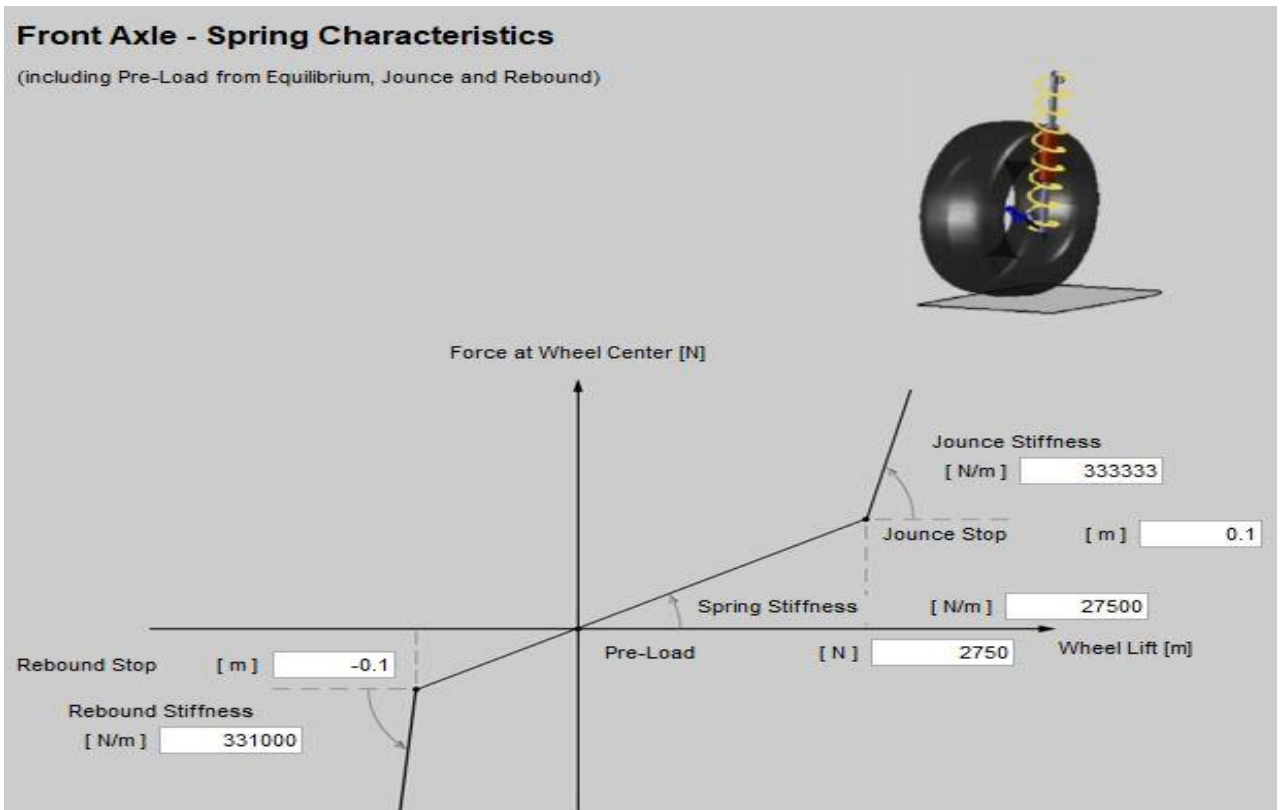 Front Axle - Spring Characteristics
(including Pre-Load from Equilibrium, Jounce and Rebound)
Force at Wheel Center [N]
Jounce Stiffness
[ N/m ] 333333
Jounce Stop [ m ] 0.1
Spring Stiffness [ N/m ] 27500
Pre-Load [ N ] 2750 Wheel Lift [m]
Rebound Stop [ m ] -0.1
Rebound Stiffness
[ N/m ] 331000